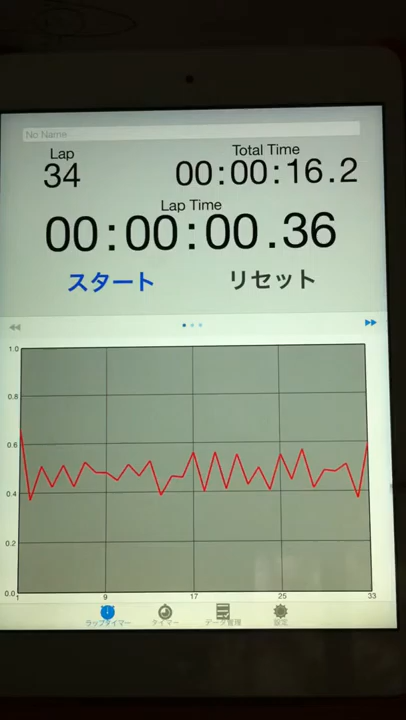 No Name
Lap
Total Time
34
00:00:16.2
Lap Time
00:00:00.36
スタート
リセット
1.0
0.8
0.6
0.4
0.2
0.0
1
9
17
25
33
ラップタイマー
タイマー
データ管理
設定